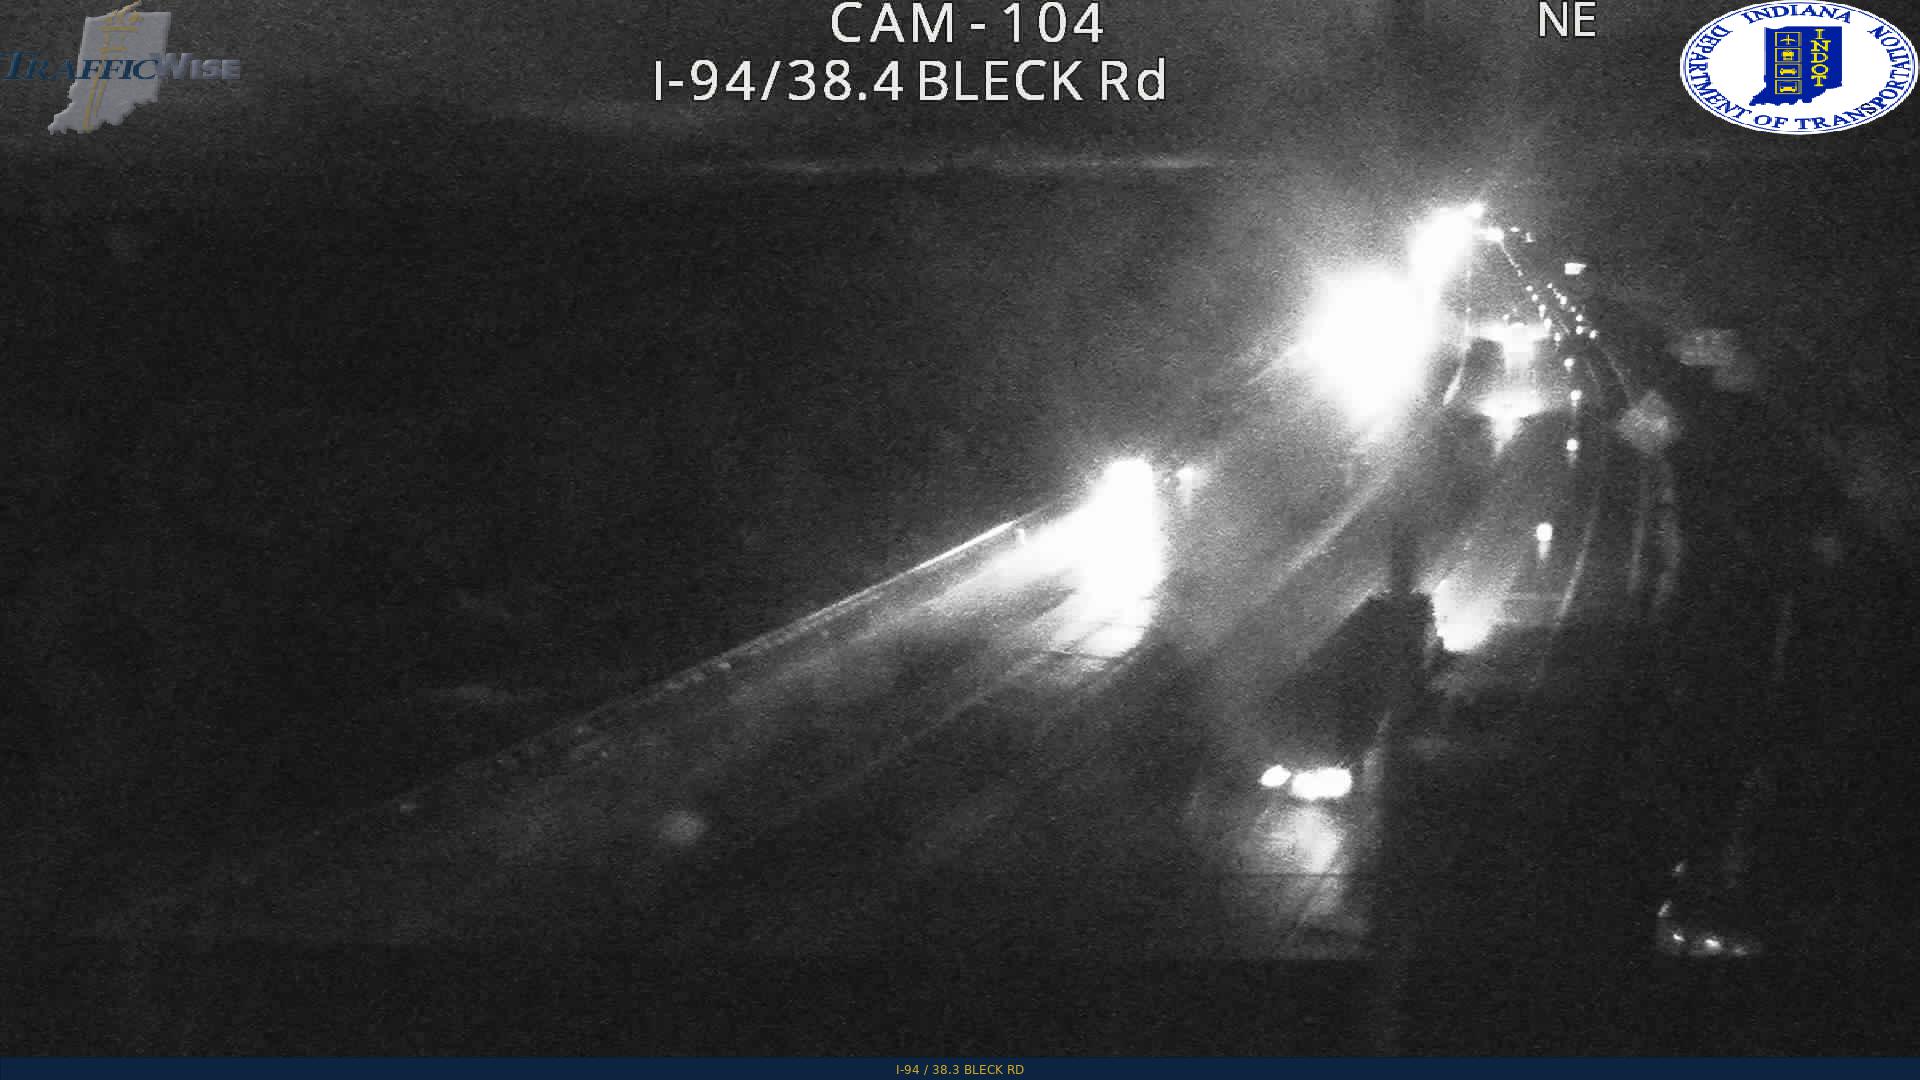 CAM-104
NE
I-94/38.4 BLECK Rd
TRAFFICWISE
INDIANA
DEPARTMENT OF TRANSPORTATION
INDOT
I-94 / 38.3 BLECK RD